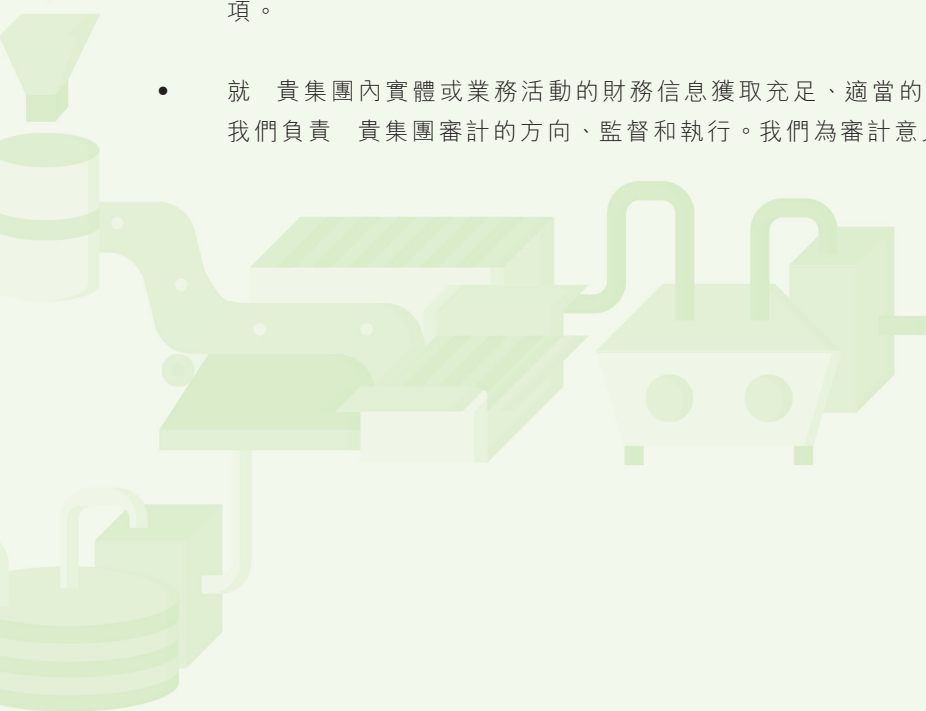 項。
• 就　貴集團內實體或業務活動的財務信息獲取充足、適當的
我們負責　貴集團審計的方向、監督和執行。我們為審計意